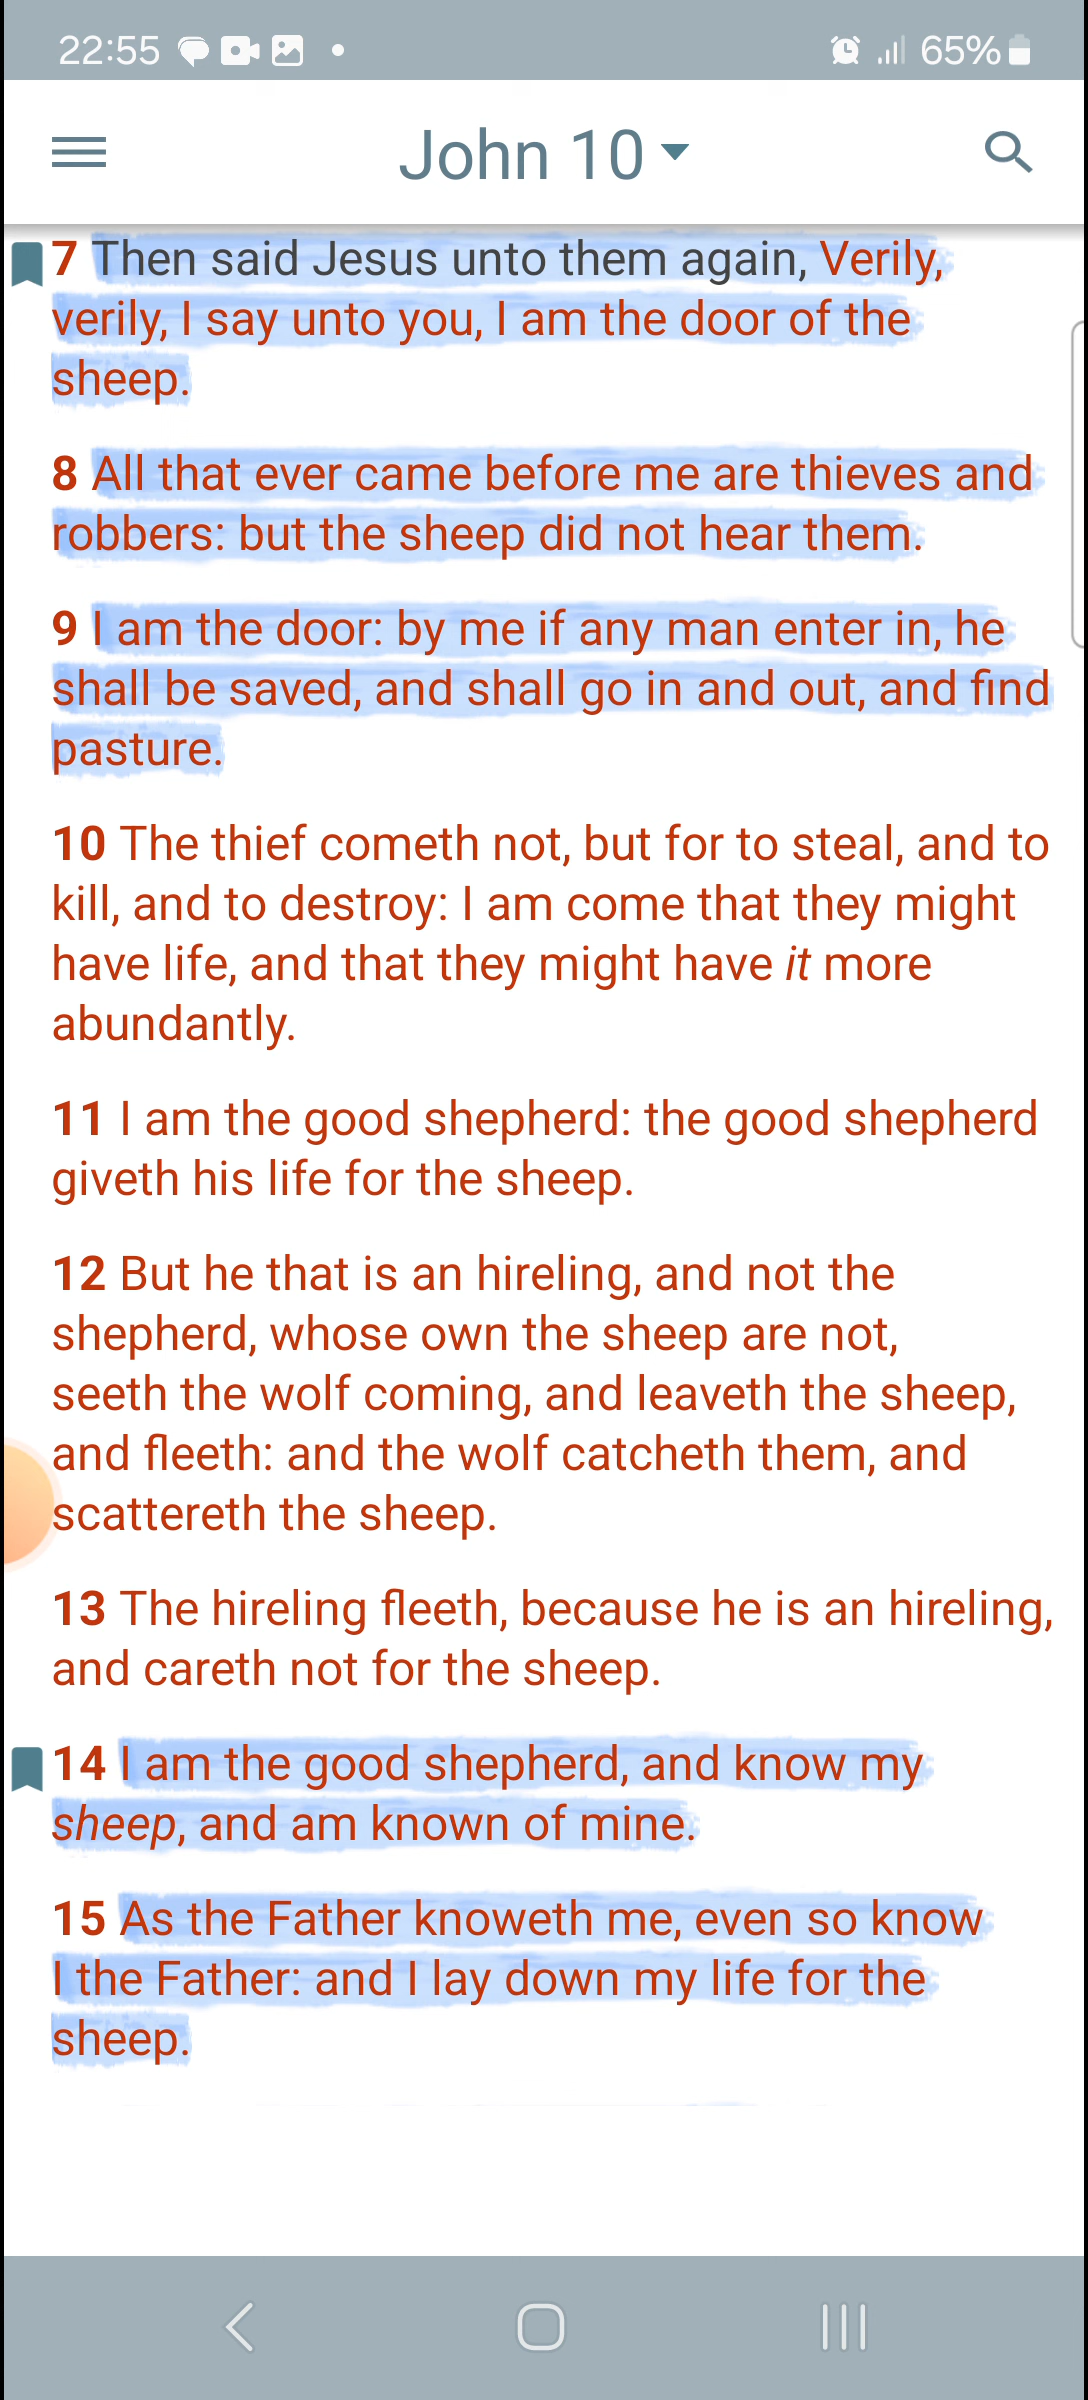 22:55
65%
John 10
7 Then said Jesus unto them again, Verily,
verily, I say unto you, I am the door of the
sheep.
8 All that ever came before me are thieves and
robbers: but the sheep did not hear them.
9 I am the door: by me if any man enter in, he
shall be saved, and shall go in and out, and find
pasture.
10 The thief cometh not, but for to steal, and to
kill, and to destroy: I am come that they might
have life, and that they might have it more
abundantly.
11 I am the good shepherd: the good shepherd
giveth his life for the sheep.
12 But he that is an hireling, and not the
shepherd, whose own the sheep are not,
seeth the wolf coming, and leaveth the sheep,
and fleeth: and the wolf catcheth them, and
scattereth the sheep.
13 The hireling fleeth, because he is an hireling,
and careth not for the sheep.
14 I am the good shepherd, and know my
sheep, and am known of mine.
15 As the Father knoweth me, even so know
I the Father: and I lay down my life for the
sheep.